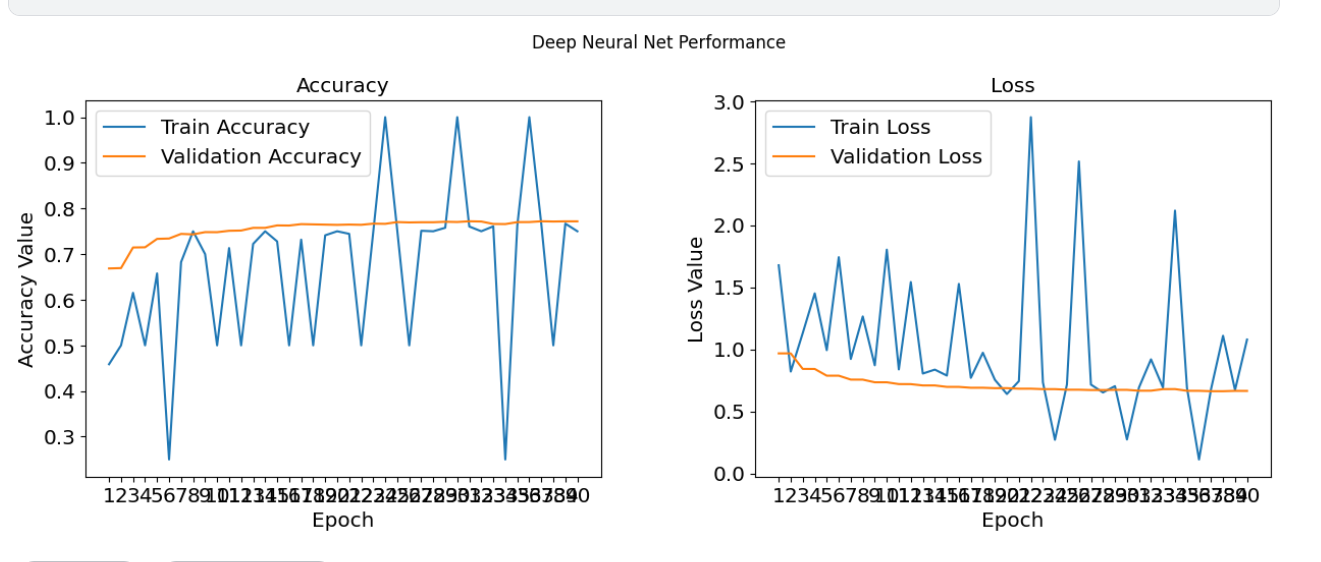 Deep Neural Net Performance
Accuracy
Train Accuracy
Validation Accuracy
1.0
0.9
0.8
0.7
0.6
0.5
0.4
0.3
Accuracy Value
Epoch
Loss
Train Loss
Validation Loss
3.0
2.5
2.0
1.5
1.0
0.5
0.0
Loss Value
Epoch